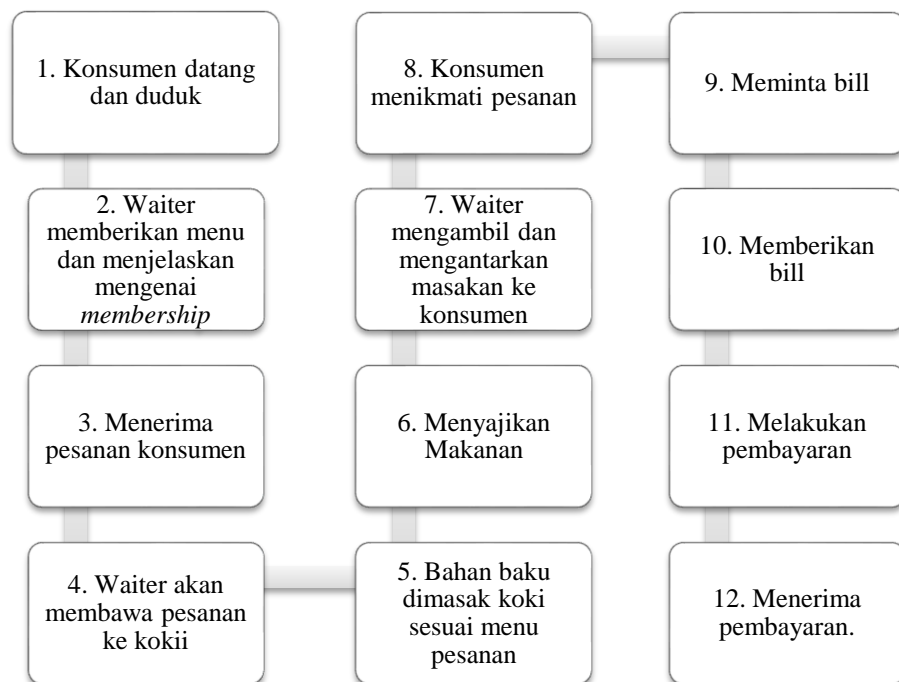 1. Konsumen datang
dan duduk
2. Waiter
memberikan menu
dan menjelaskan
mengenai
membership
3. Menerima
pesanan konsumen
4. Waiter akan
membawa pesanan
ke kokii
5. Bahan baku
dimasak koki
sesuai menu
pesanan
6. Menyajikan
Makanan
7. Waiter
mengambil dan
mengantarkan
masakan ke
konsumen
8. Konsumen
menikmati pesanan
9. Meminta bill
10. Memberikan
bill
11. Melakukan
pembayaran
12. Menerima
pembayaran.